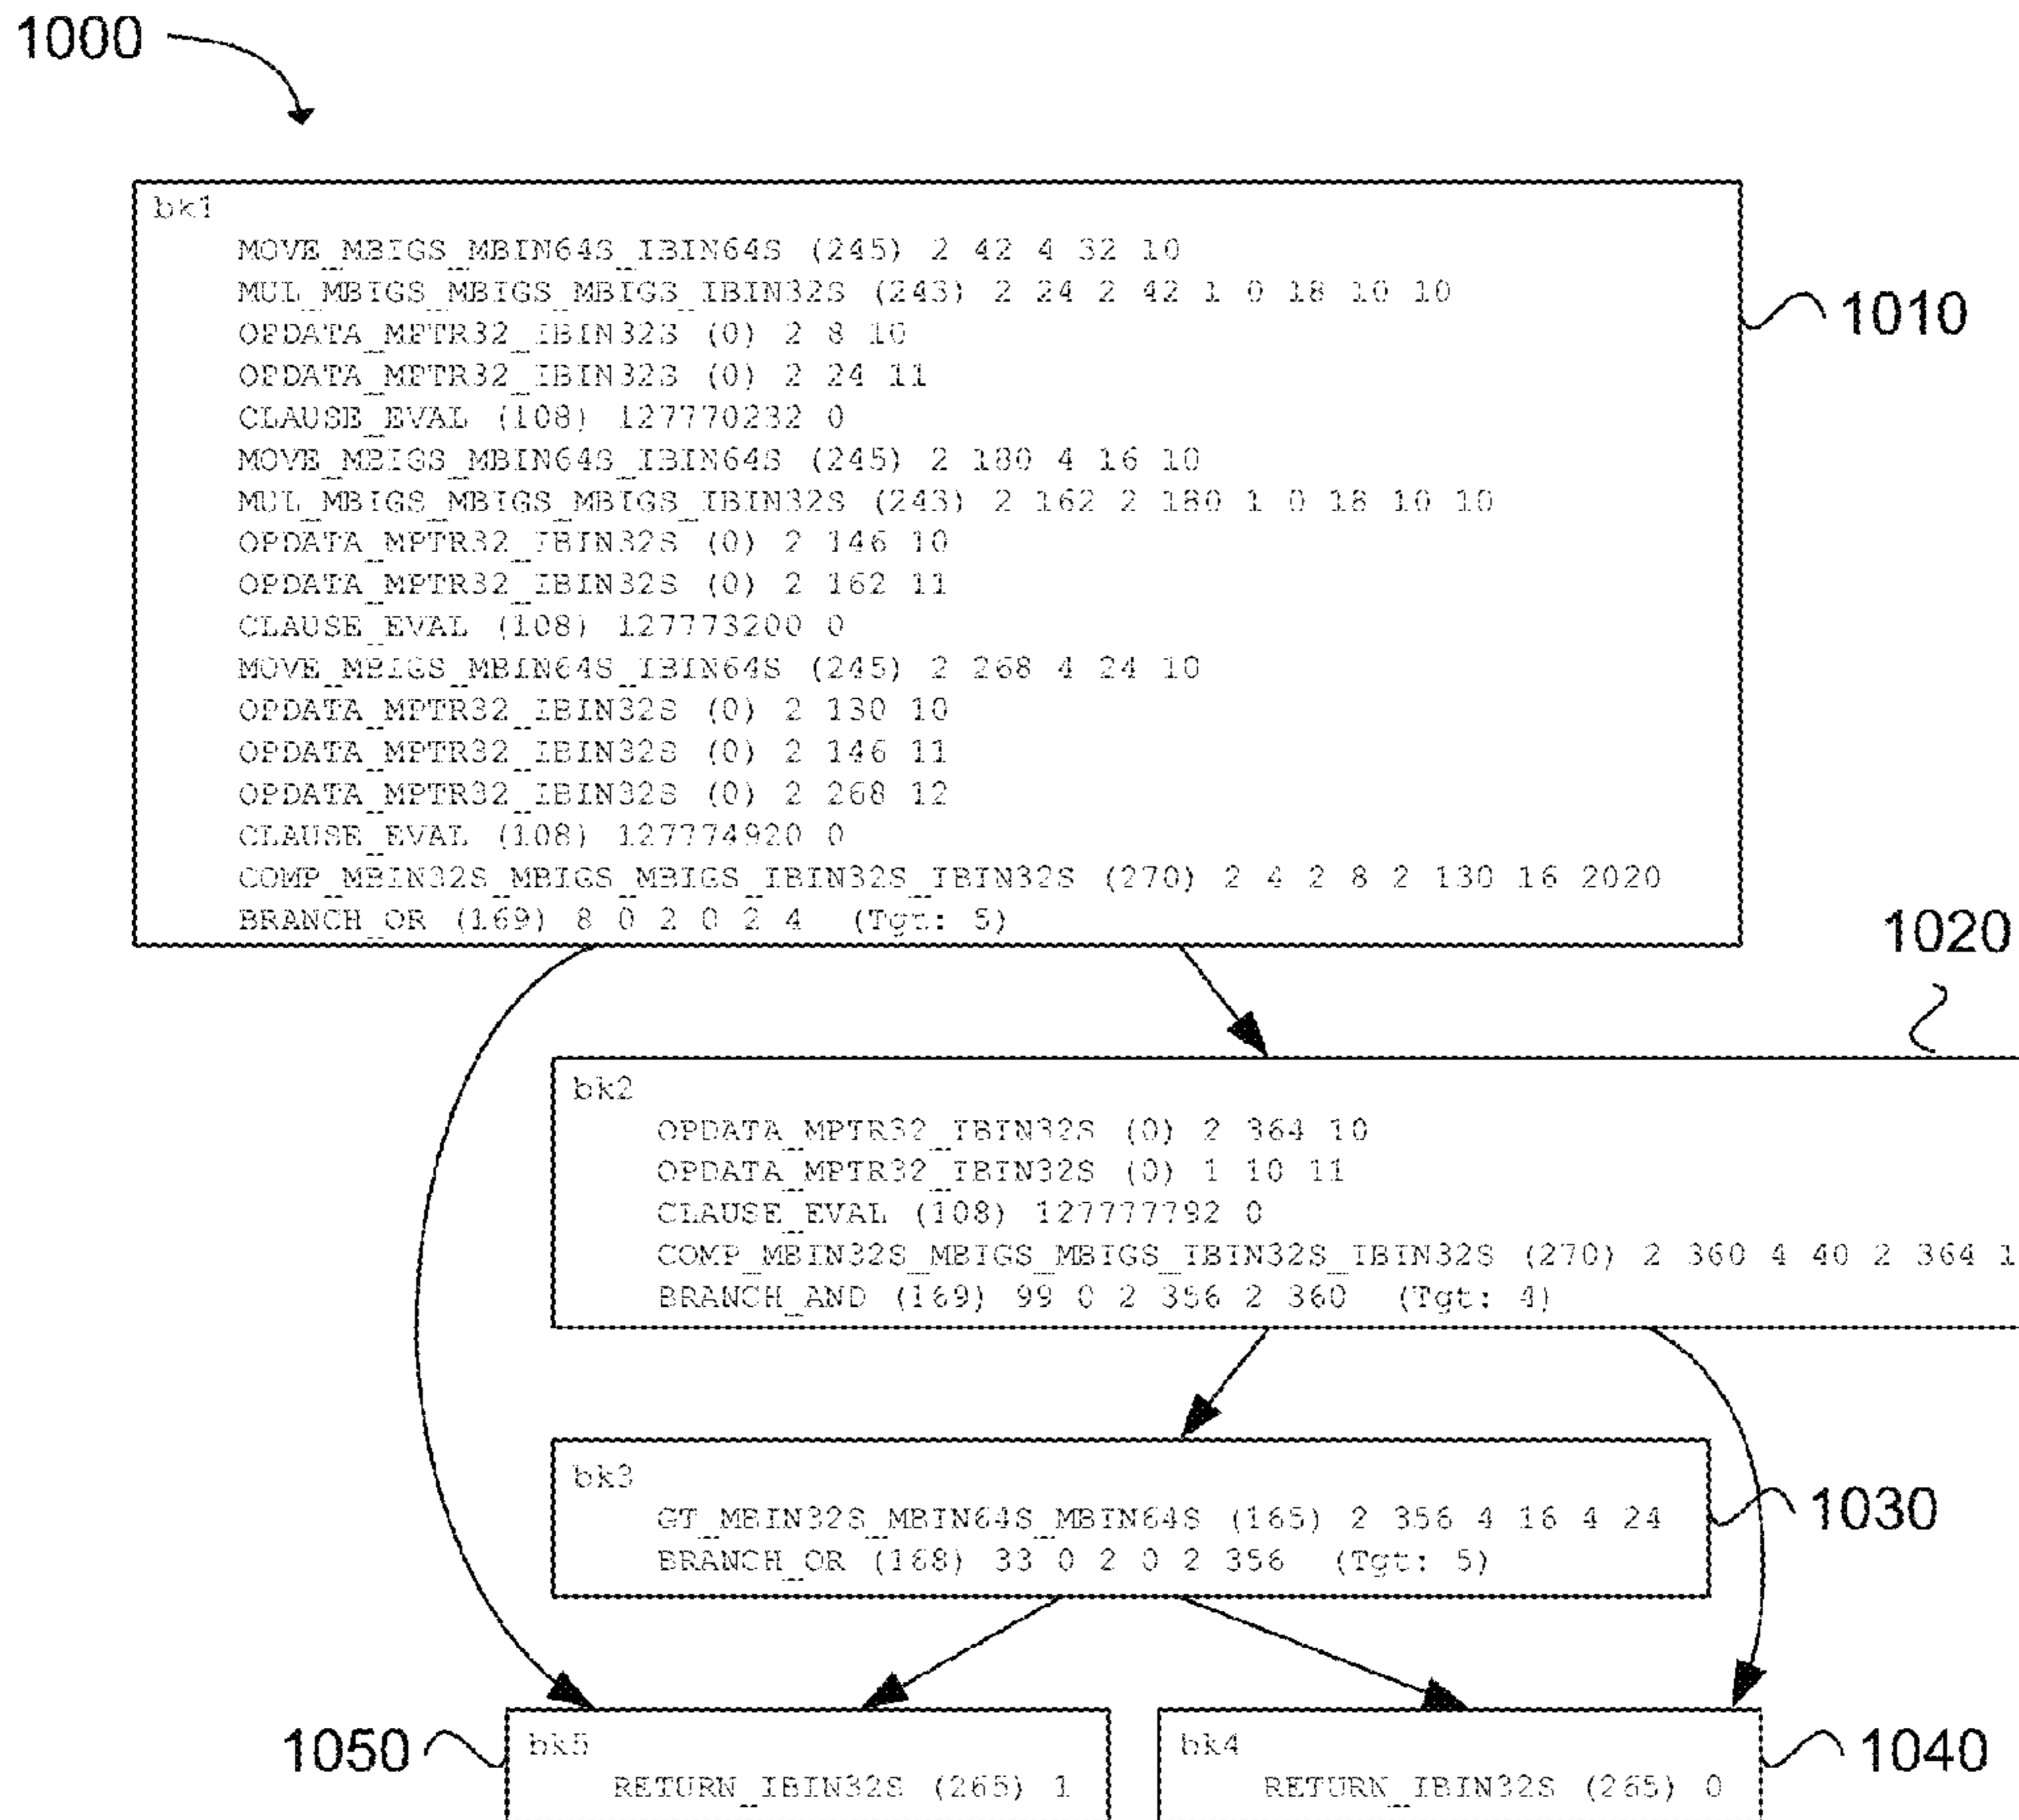 1000
bk1
MOVE_MBIGS_MBIN64S_IBIN64S (245) 2 42 4 32 10
MUL_MBIGS_MBIGS_MBIGS_IBIN32S (243) 2 24 2 42 1 0 18 10 10
OPDATA_MPTR32_IBIN32S (0) 2 8 10
OPDATA_MPTR32_IBIN32S (0) 2 24 11
CLAUSE_EVAL (108) 127770232 0
MOVE_MBIGS_MBIN64S_IBIN64S (245) 2 180 4 16 10
MUL_MBIGS_MBIGS_MBIGS_IBIN32S (243) 2 162 2 180 1 0 18 10 10
OPDATA_MPTR32_IBIN32S (0) 2 146 10
OPDATA_MPTR32_IBIN32S (0) 2 162 11
CLAUSE_EVAL (108) 127773200 0
MOVE_MBIGS_MBIN64S_IBIN64S (245) 2 268 4 24 10
OPDATA_MPTR32_IBIN32S (0) 2 130 10
OPDATA_MPTR32_IBIN32S (0) 2 146 11
OPDATA_MPTR32_IBIN32S (0) 2 268 12
CLAUSE_EVAL (108) 127774920 0
COMP_MBIN32S_MBIGS_MBIGS_IBIN32S_IBIN32S (270) 2 4 2 8 2 130 16 2020
BRANCH_OR (169) 8 0 2 0 2 4 (Tgt: 5)
1010
1020
bk2
OPDATA_MPTR32_IBIN32S (0) 2 364 10
OPDATA_MPTR32_IBIN32S (0) 1 10 11
CLAUSE_EVAL (108) 127777792 0
COMP_MBIN32S_MBIGS_MBIGS_IBIN32S_IBIN32S (270) 2 360 4 40 2 364 1
BRANCH_AND (169) 99 0 2 356 2 360 (Tgt: 4)
bk3
GT_MBIN32S_MBIN64S_MBIN64S (165) 2 356 4 16 4 24
BRANCH_OR (168) 33 0 2 0 2 356 (Tgt: 5)
1030
1050
bk5
RETURN_IBIN32S (265) 1
bk4
RETURN_IBIN32S (265) 0
1040